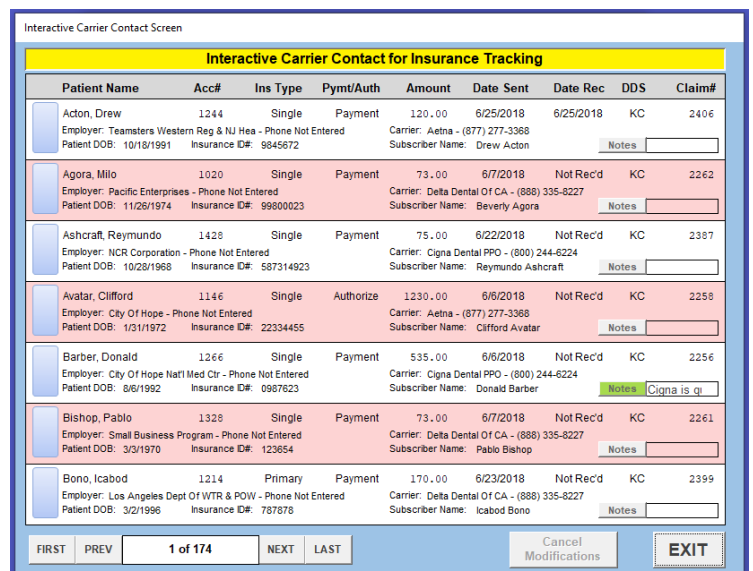 Interactive Carrier Contact Screen
Interactive Carrier Contact for Insurance Tracking
Patient Name Acc# Ins Type Pymt/Auth Amount Date Sent Date Rec DDS Claim#
Acton, Drew 1244 Single Payment 120.00 6/25/2018 6/25/2018 KC 2406
Employer: Teamsters Western Reg & NJ Hea - Phone Not Entered Carrier: Aetna - (877) 277-3368
Patient DOB: 10/18/1991 Insurance ID#: 9845672 Subscriber Name: Drew Acton Notes
Agora, Milo 1020 Single Payment 73.00 6/7/2018 Not Rec'd KC 2262
Employer: Pacific Enterprises - Phone Not Entered Carrier: Delta Dental Of CA - (888) 335-8227
Patient DOB: 11/26/1974 Insurance ID#: 99800023 Subscriber Name: Beverly Agora Notes
Ashcraft, Reymundo 1428 Single Payment 75.00 6/22/2018 Not Rec'd KC 2387
Employer: NCR Corporation - Phone Not Entered Carrier: Cigna Dental PPO - (800) 244-6224
Patient DOB: 10/28/1968 Insurance ID#: 587314923 Subscriber Name: Reymundo Ashcraft Notes
Avatar, Clifford 1146 Single Authorize 1230.00 6/6/2018 Not Rec'd KC 2258
Employer: City Of Hope - Phone Not Entered Carrier: Aetna - (877) 277-3368
Patient DOB: 1/31/1972 Insurance ID#: 22334455 Subscriber Name: Clifford Avatar Notes
Barber, Donald 1266 Single Payment 535.00 6/6/2018 Not Rec'd KC 2256
Employer: City Of Hope Nat'l Med Ctr - Phone Not Entered Carrier: Cigna Dental PPO - (800) 244-6224
Patient DOB: 8/6/1992 Insurance ID#: 0987623 Subscriber Name: Donald Barber Notes Cigna is
Bishop, Pablo 1328 Single Payment 73.00 6/7/2018 Not Rec'd KC 2261
Employer: Small Business Program - Phone Not Entered Carrier: Delta Dental Of CA - (888) 335-8227
Patient DOB: 3/3/1970 Insurance ID#: 123654 Subscriber Name: Pablo Bishop Notes
Bono, Icabod 1214 Primary Payment 170.00 6/23/2018 Not Rec'd KC 2399
Employer: Los Angeles Dept Of WTR & POW - Phone Not Entered Carrier: Delta Dental Of CA - (888) 335-8227
Patient DOB: 3/2/1996 Insurance ID#: 787878 Subscriber Name: Icabod Bono Notes
FIRST PREV 1 of 174 NEXT LAST Cancel Modifications EXIT